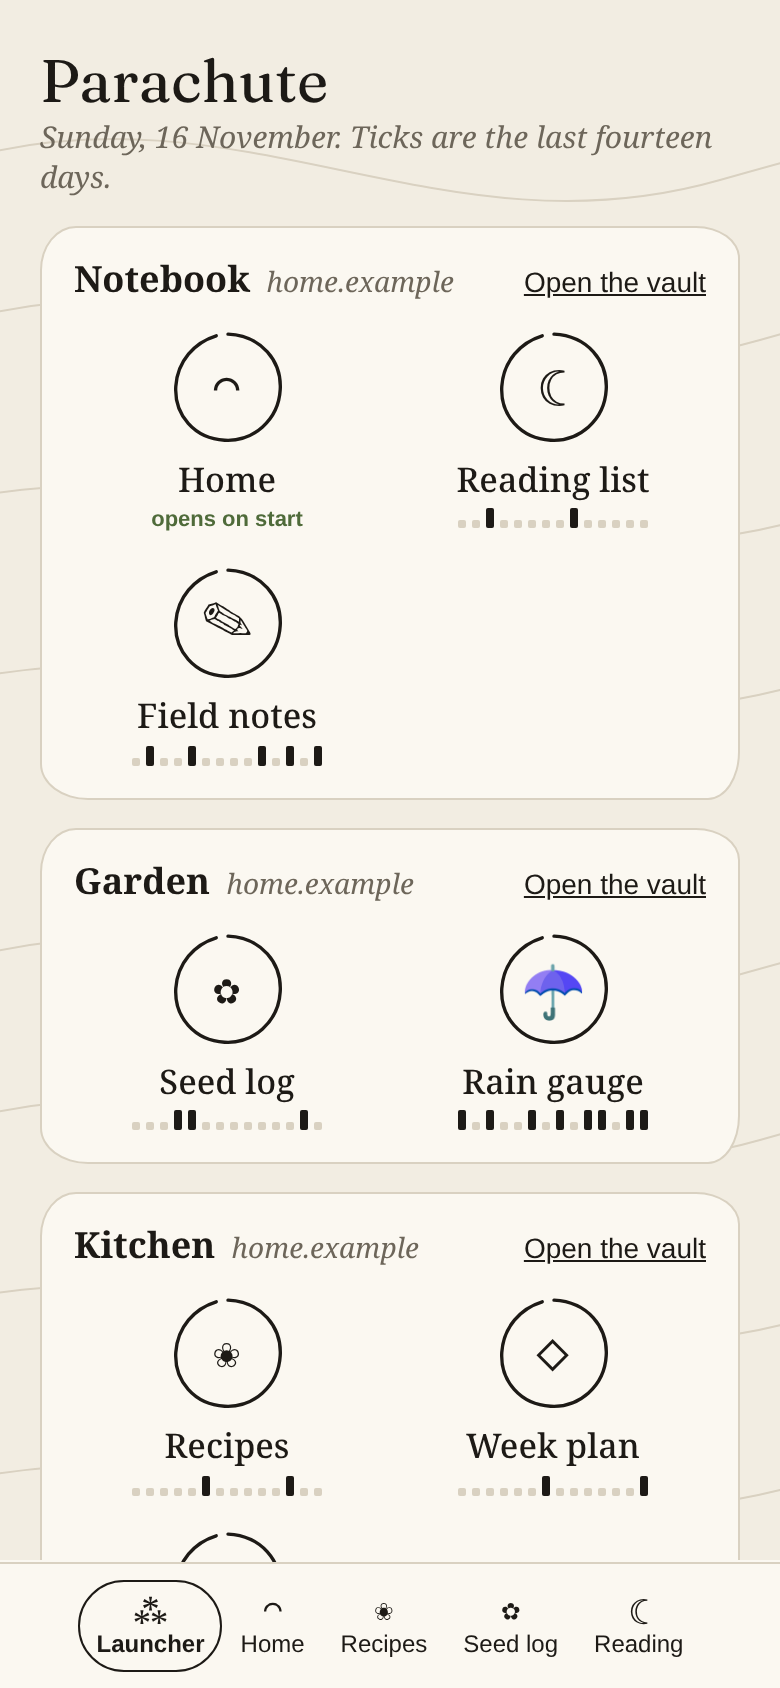 Parachute
Sunday, 16 November. Ticks are the last fourteen
days.
Notebook home.example Open the vault
Home Reading list
opens on start
Field notes
Garden home.example Open the vault
Seed log Rain gauge
Kitchen home.example Open the vault
Recipes Week plan
Launcher Home Recipes Seed log Reading